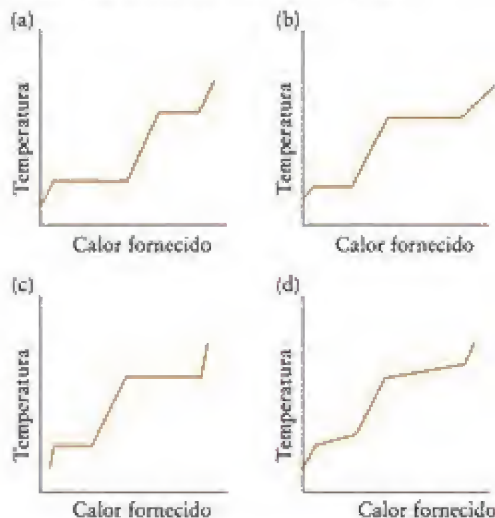 (a)
Temperatura
Calor fornecido
(b)
Temperatura
Calor fornecido
(c)
Temperatura
Calor fornecido
(d)
Temperatura
Calor fornecido